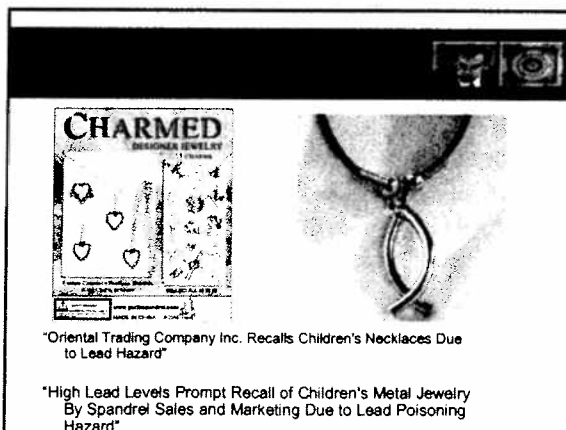 CHARMED
DESIGNER JEWELRY
"Oriental Trading Company Inc. Recalls Children's Necklaces Due
to Lead Hazard"
"High Lead Levels Prompt Recall of Children's Metal Jewelry
By Spandrel Sales and Marketing Due to Lead Poisoning
Hazard"